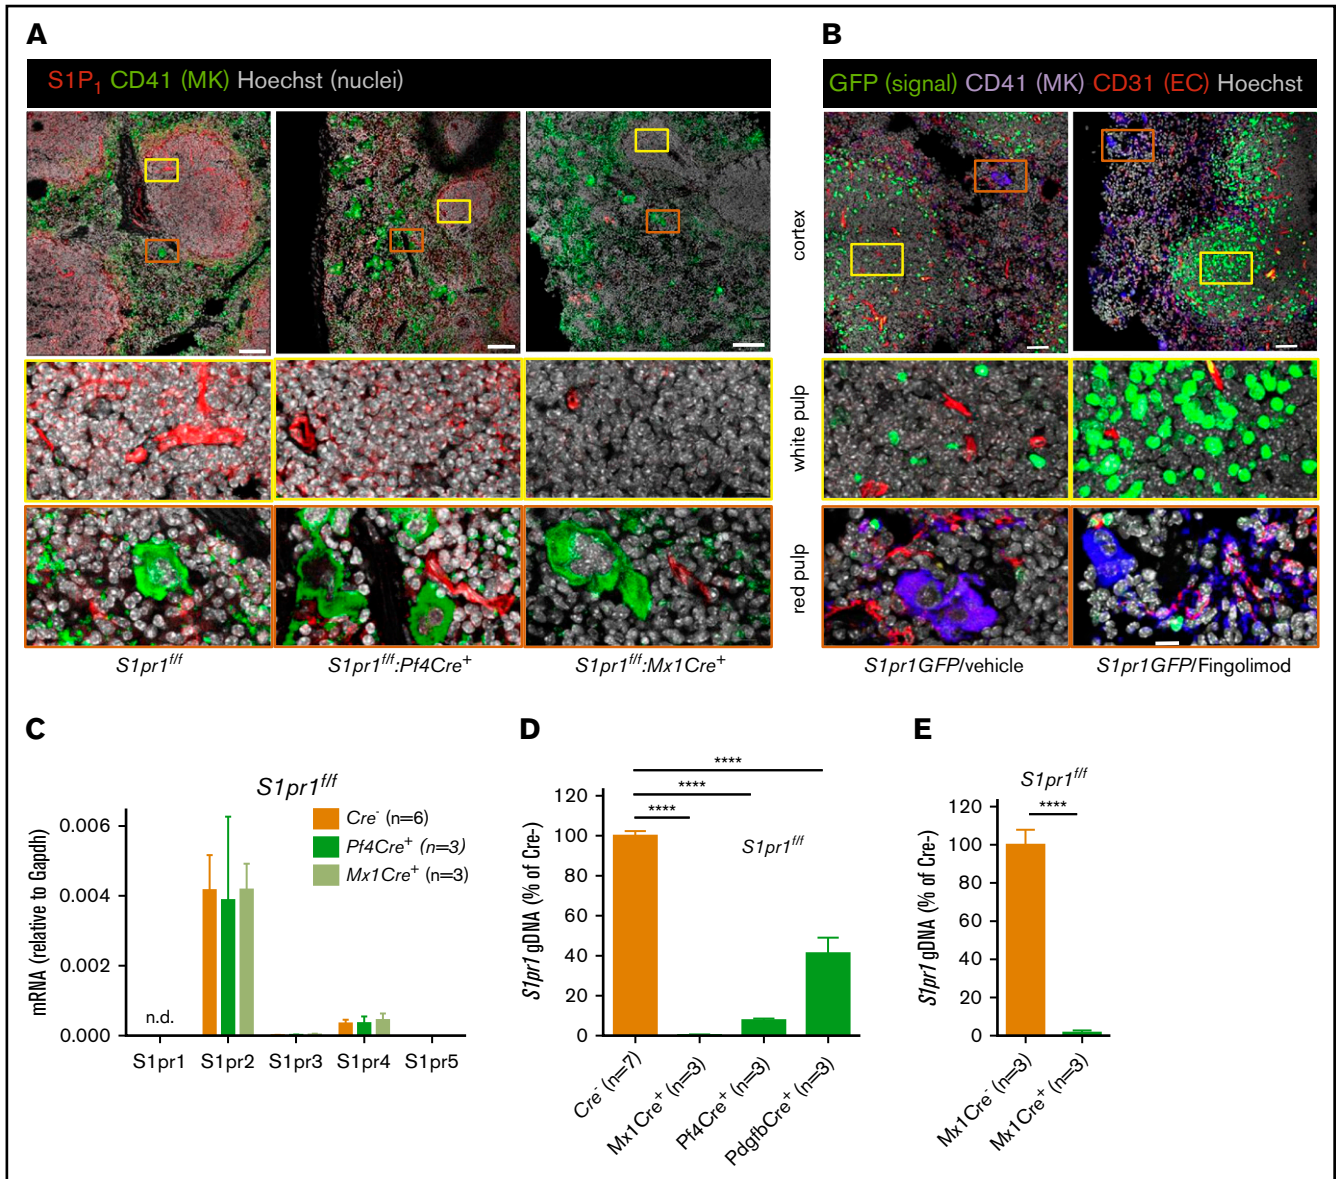 A
B
S1P1 CD41 (MK) Hoechst (nuclei)
GFP (signal) CD41 (MK) CD31 (EC) Hoechst
cortex
white pulp
red pulp
S1pr1f/f
S1pr1f/f:Pf4Cre+
S1pr1f/f:Mx1Cre+
S1pr1GFP/vehicle
S1pr1GFP/Fingolimod
C
S1pr1f/f
Cre- (n=6)
Pf4Cre+ (n=3)
Mx1Cre+ (n=3)
mRNA (relative to Gapdh)
0.006
0.004
0.002
0.000
n.d.
S1pr1
S1pr2
S1pr3
S1pr4
S1pr5
D
****
****
****
S1pr1f/f
S1pr1 gDNA (% of Cre-)
120
100
80
60
40
20
0
Cre- (n=7)
Mx1Cre+ (n=3)
Pf4Cre+ (n=3)
PdgfbCre+ (n=3)
E
S1pr1f/f
****
S1pr1 gDNA (% of Cre-)
120
100
80
60
40
20
0
Mx1Cre- (n=3)
Mx1Cre+ (n=3)